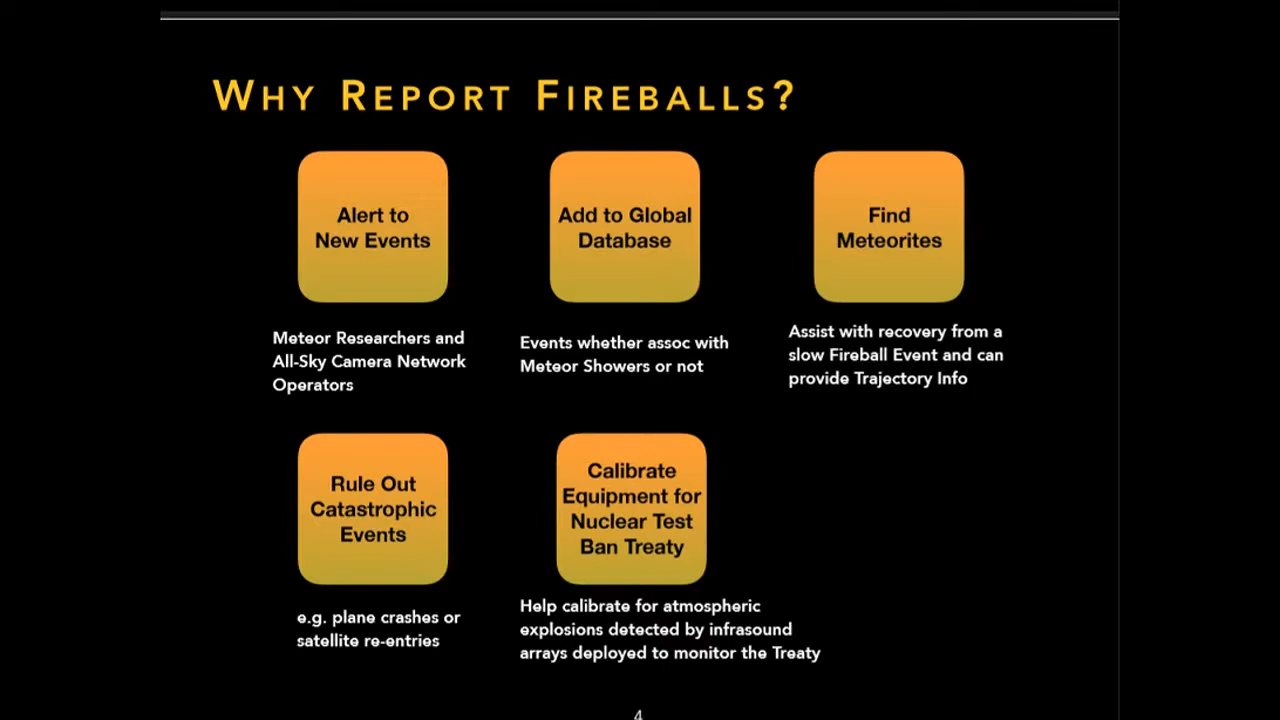 WHY REPORT FIREBALLS?
Alert to
New Events
Meteor Researchers and
All-Sky Camera Network
Operators
Add to Global
Database
Events whether assoc with
Meteor Showers or not
Find
Meteorites
Assist with recovery from a
slow Fireball Event and can
provide Trajectory Info
Rule Out
Catastrophic
Events
e.g. plane crashes or
satellite re-entries
Calibrate
Equipment for
Nuclear Test
Ban Treaty
Help calibrate for atmospheric
explosions detected by infrasound
arrays deployed to monitor the Treaty
4